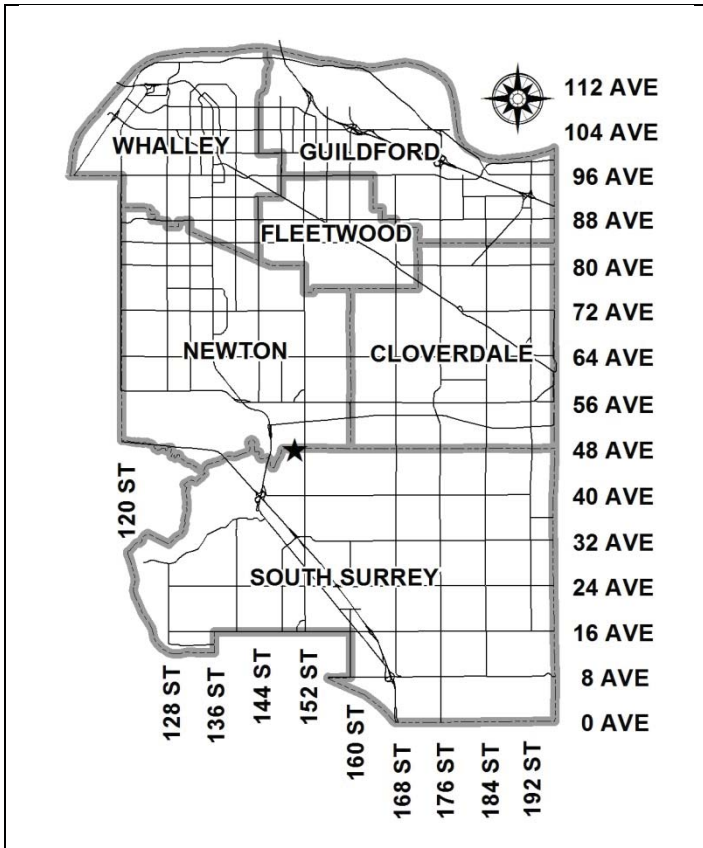 112 AVE
104 AVE
WHALLEY
GUILDFORD
96 AVE
88 AVE
FLEETWOOD
80 AVE
72 AVE
NEWTON
CLOVERDALE
64 AVE
56 AVE
48 AVE
120 ST
40 AVE
32 AVE
SOUTH SURREY
24 AVE
16 AVE
128 ST
136 ST
144 ST
152 ST
8 AVE
160 ST
0 AVE
168 ST
176 ST
184 ST
192 ST